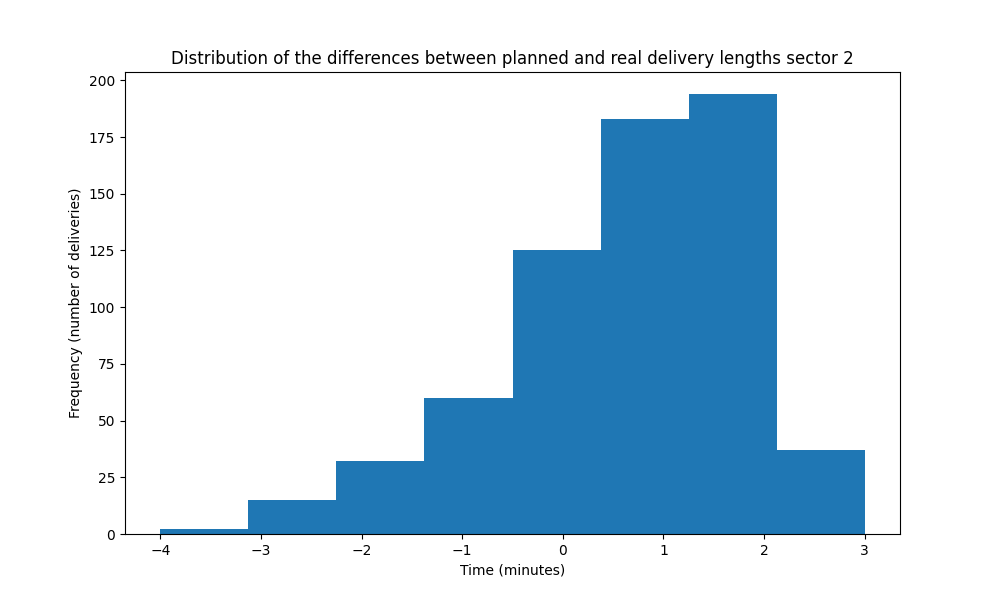 Distribution of the differences between planned and real delivery lengths sector 2
200
175
150
125
100
75
50
25
0
Frequency (number of deliveries)
−4 −3 −2 −1 0 1 2 3
Time (minutes)